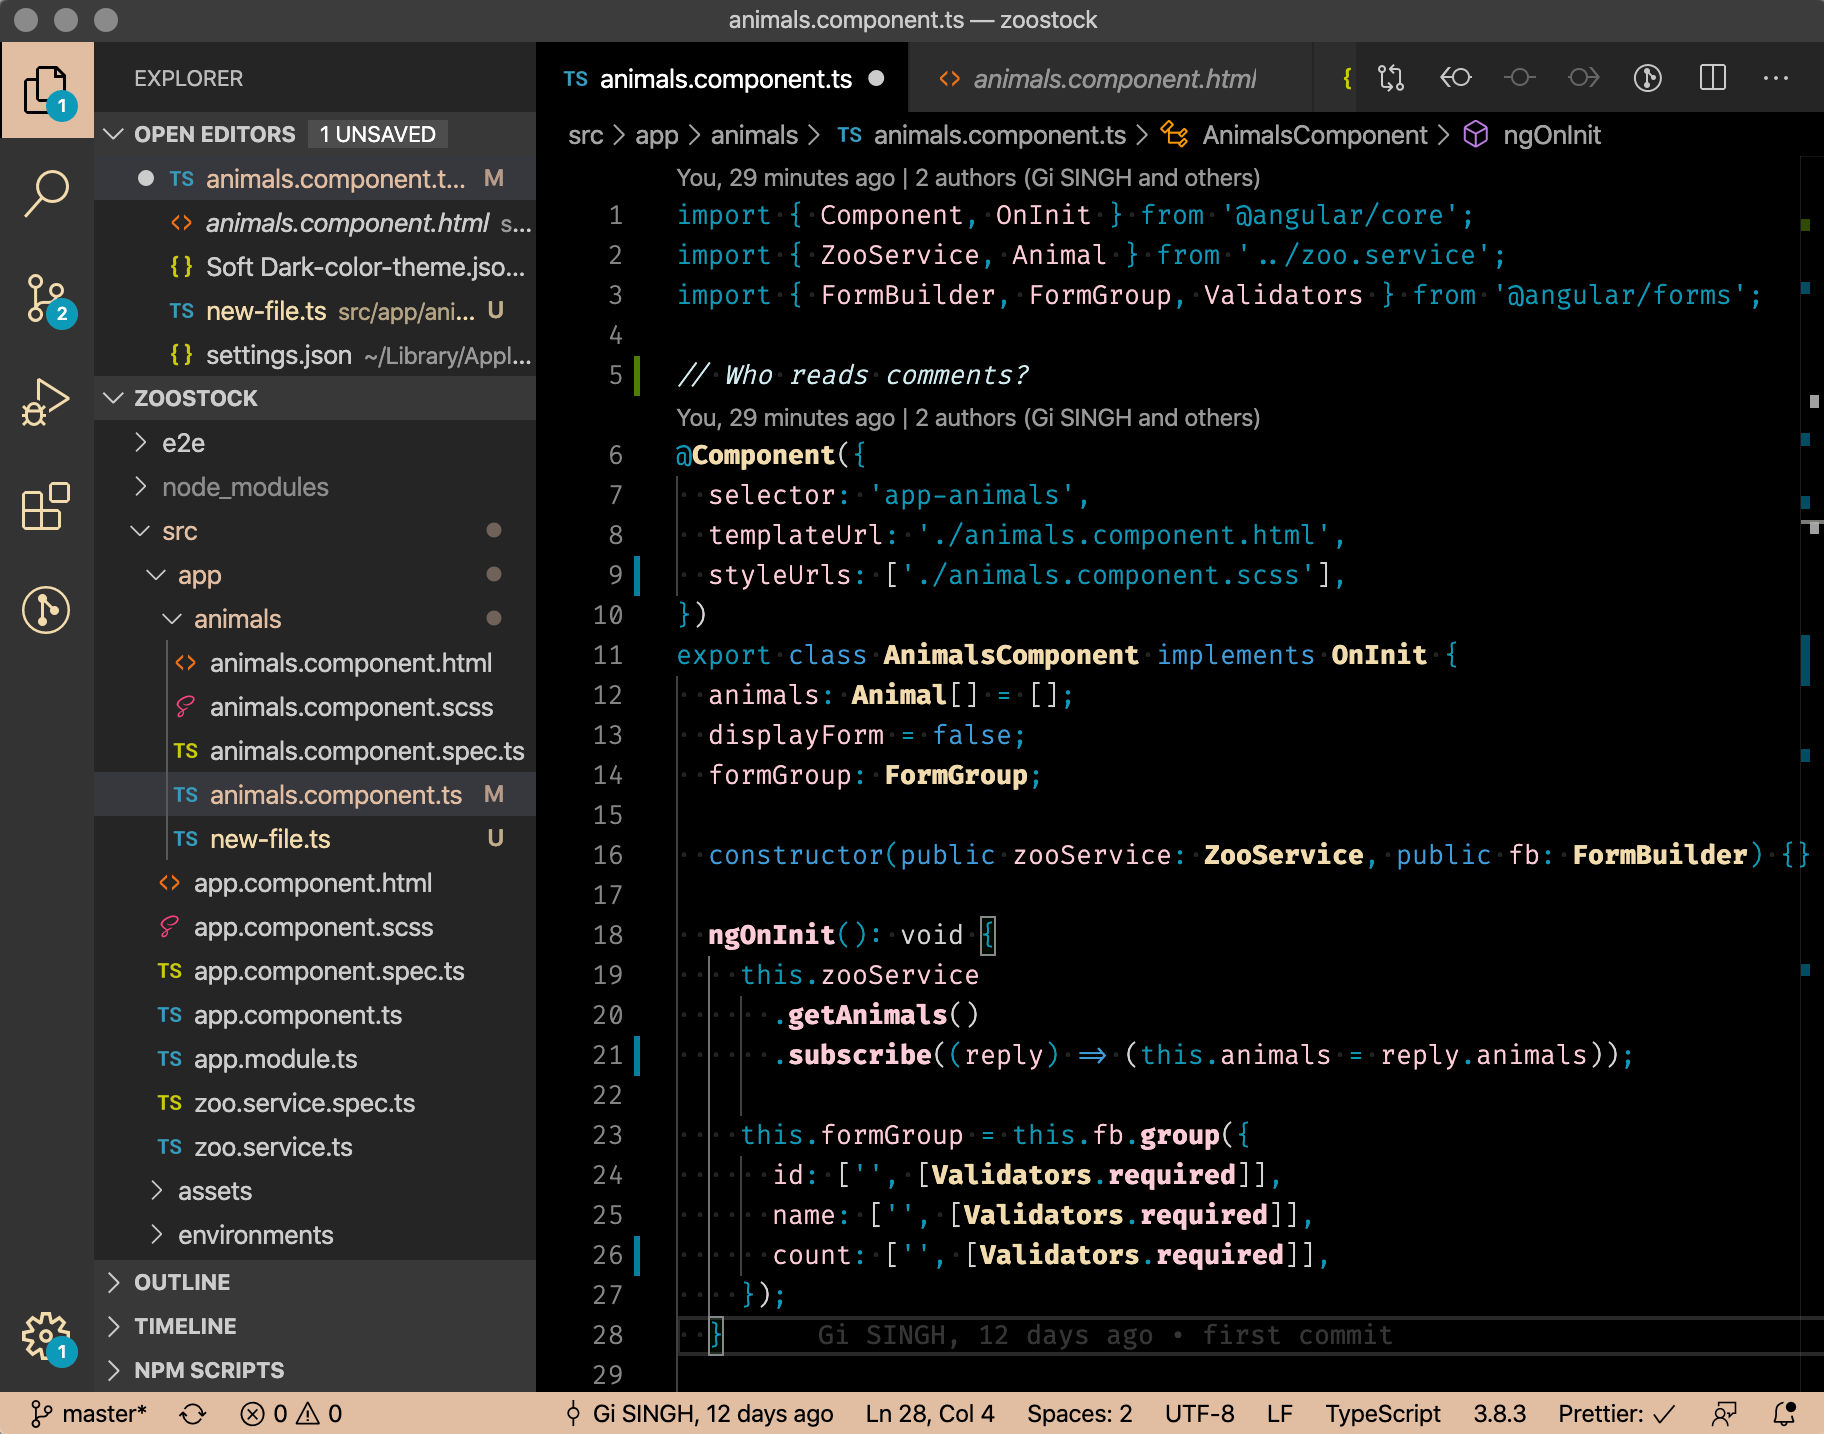 animals.component.ts — zoostock
1
2
1
EXPLORER
OPEN EDITORS 1 UNSAVED
TS animals.component.t... M
<> animals.component.html s...
{} Soft Dark-color-theme.jso...
TS new-file.ts src/app/ani... U
{} settings.json ~/Library/Appl...
ZOOSTOCK
e2e
node_modules
src
app
animals
<> animals.component.html
animals.component.scss
TS animals.component.spec.ts
TS animals.component.ts M
TS new-file.ts U
<> app.component.html
app.component.scss
TS app.component.spec.ts
TS app.component.ts
TS app.module.ts
TS zoo.service.spec.ts
TS zoo.service.ts
assets
environments
OUTLINE
TIMELINE
NPM SCRIPTS
TS animals.component.ts ● <> animals.component.html { ...
src > app > animals > TS animals.component.ts > AnimalsComponent > ngOnInit
You, 29 minutes ago | 2 authors (Gi SINGH and others)
1 import { Component, OnInit } from '@angular/core';
2 import { ZooService, Animal } from '../zoo.service';
3 import { FormBuilder, FormGroup, Validators } from '@angular/forms';
4
5 // Who reads comments?
You, 29 minutes ago | 2 authors (Gi SINGH and others)
6 @Component({
7 selector: 'app-animals',
8 templateUrl: './animals.component.html',
9 styleUrls: ['./animals.component.scss'],
10 })
11 export class AnimalsComponent implements OnInit {
12 animals: Animal[] = [];
13 displayForm = false;
14 formGroup: FormGroup;
15
16 constructor(public zooService: ZooService, public fb: FormBuilder) {}
17
18 ngOnInit(): void {
19 this.zooService
20 .getAnimals()
21 .subscribe((reply) => (this.animals = reply.animals));
22
23 this.formGroup = this.fb.group({
24 id: ['', [Validators.required]],
25 name: ['', [Validators.required]],
26 count: ['', [Validators.required]],
27 });
28 } Gi SINGH, 12 days ago • first commit
29
master* 0 0 Gi SINGH, 12 days ago Ln 28, Col 4 Spaces: 2 UTF-8 LF TypeScript 3.8.3 Prettier: ✓